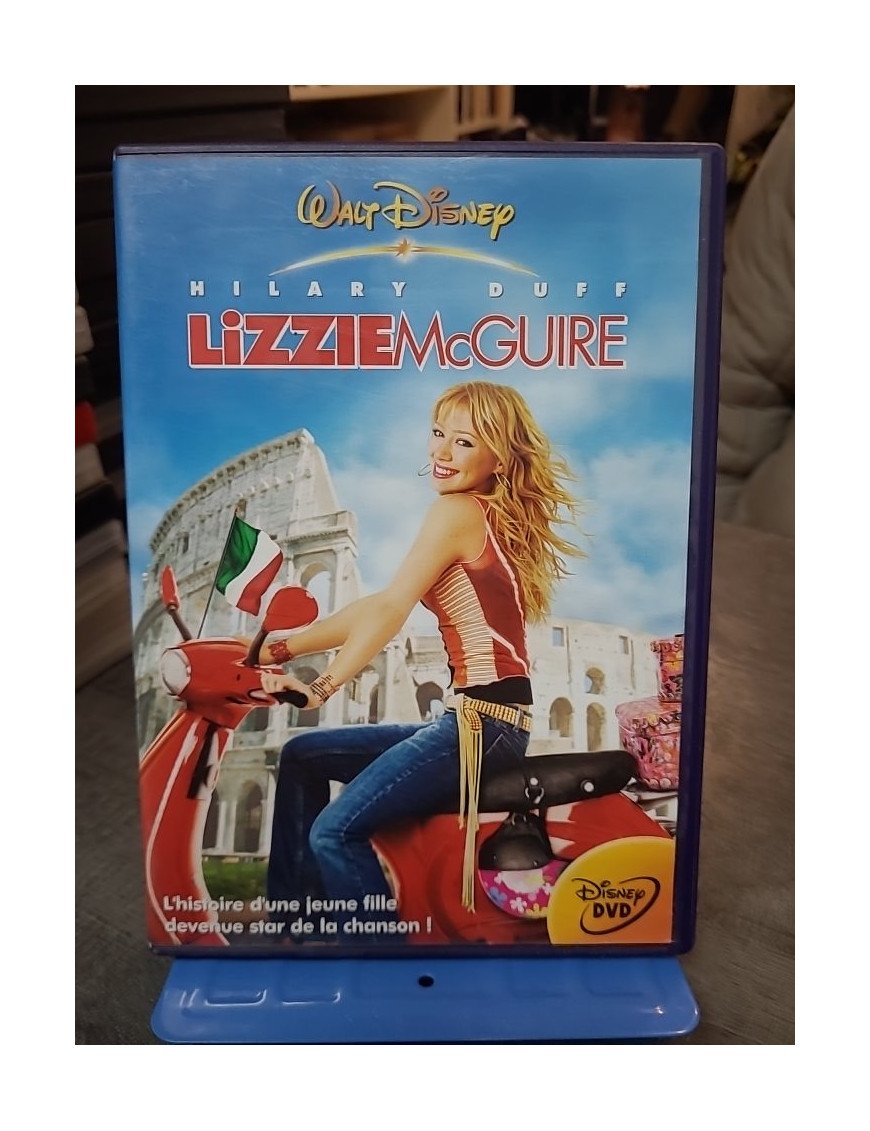 WALT DISNEY
HILARY DUFF
LiZZIE McGUIRE
L'histoire d'une jeune fille
devenue star de la chanson !
DISNEY
DVD